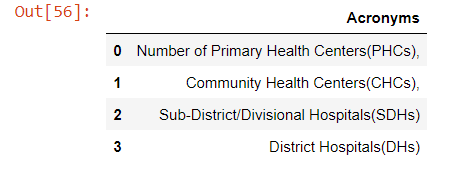 Out[56]:
Acronyms
0 Number of Primary Health Centers(PHCs),
1 Community Health Centers(CHCs),
2 Sub-District/Divisional Hospitals(SDHs)
3 District Hospitals(DHs)